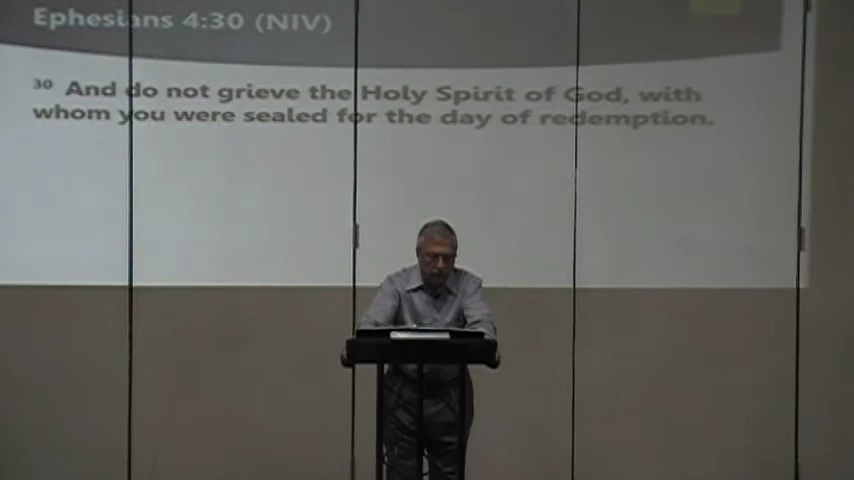 Ephesians 4:30 (NIV)
30 And do not grieve the Holy Spirit of God, with
whom you were sealed for the day of redemption.